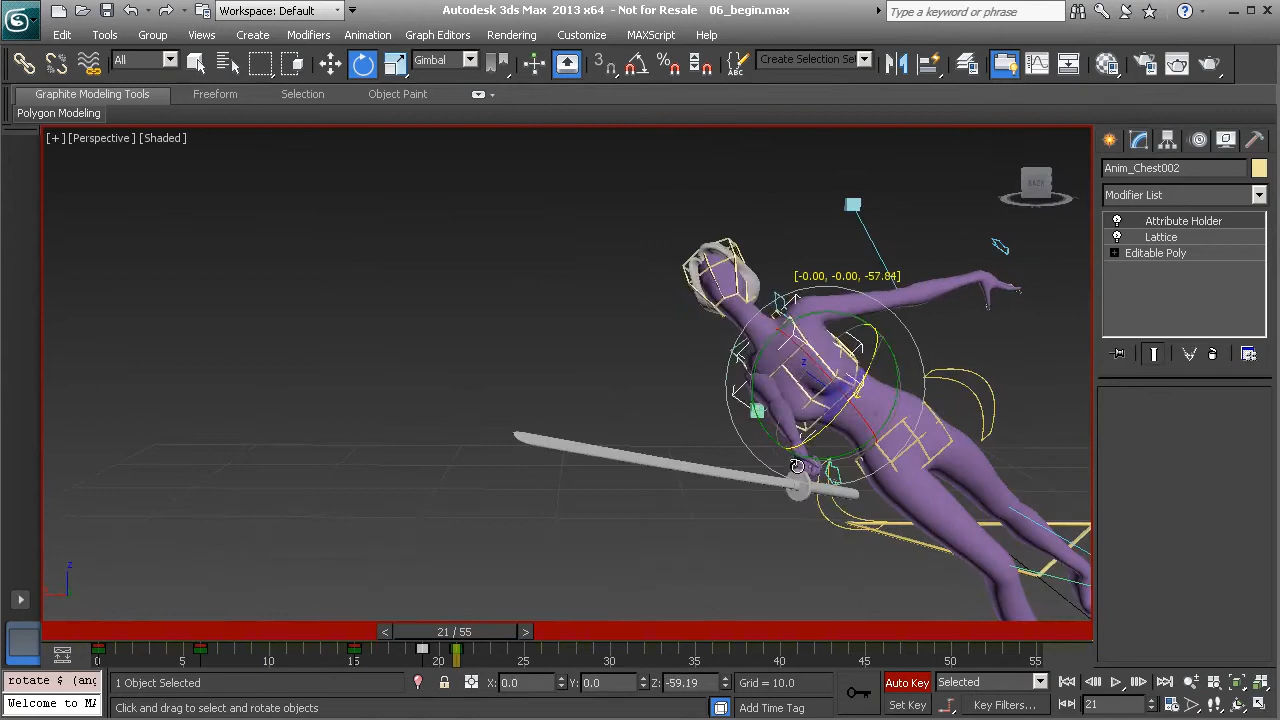 Workspace: Default
Autodesk 3ds Max 2013 x64 - Not for Resale 06_begin.max
Type a keyword or phrase
Edit Tools Group Views Create Modifiers Animation Graph Editors Rendering Customize MAXScript Help
All
Gimbal
Create Selection Se
Graphite Modeling Tools Freeform Selection Object Paint
Polygon Modeling
[+] [Perspective] [Shaded]
BACK
[-0.00, -0.00, -57.84]
z
z
Anim_Chest002
Modifier List
Attribute Holder
Lattice
Editable Poly
< 21 / 55 >
0 5 10 15 20 25 30 35 40 45 50 55
rotate $ (ang
Welcome to MA
1 Object Selected
X: 0.0 Y: 0.0 Z: -59.19 Grid = 10.0
Auto Key Selected
Click and drag to select and rotate objects
Add Time Tag
Set Key Key Filters...
21